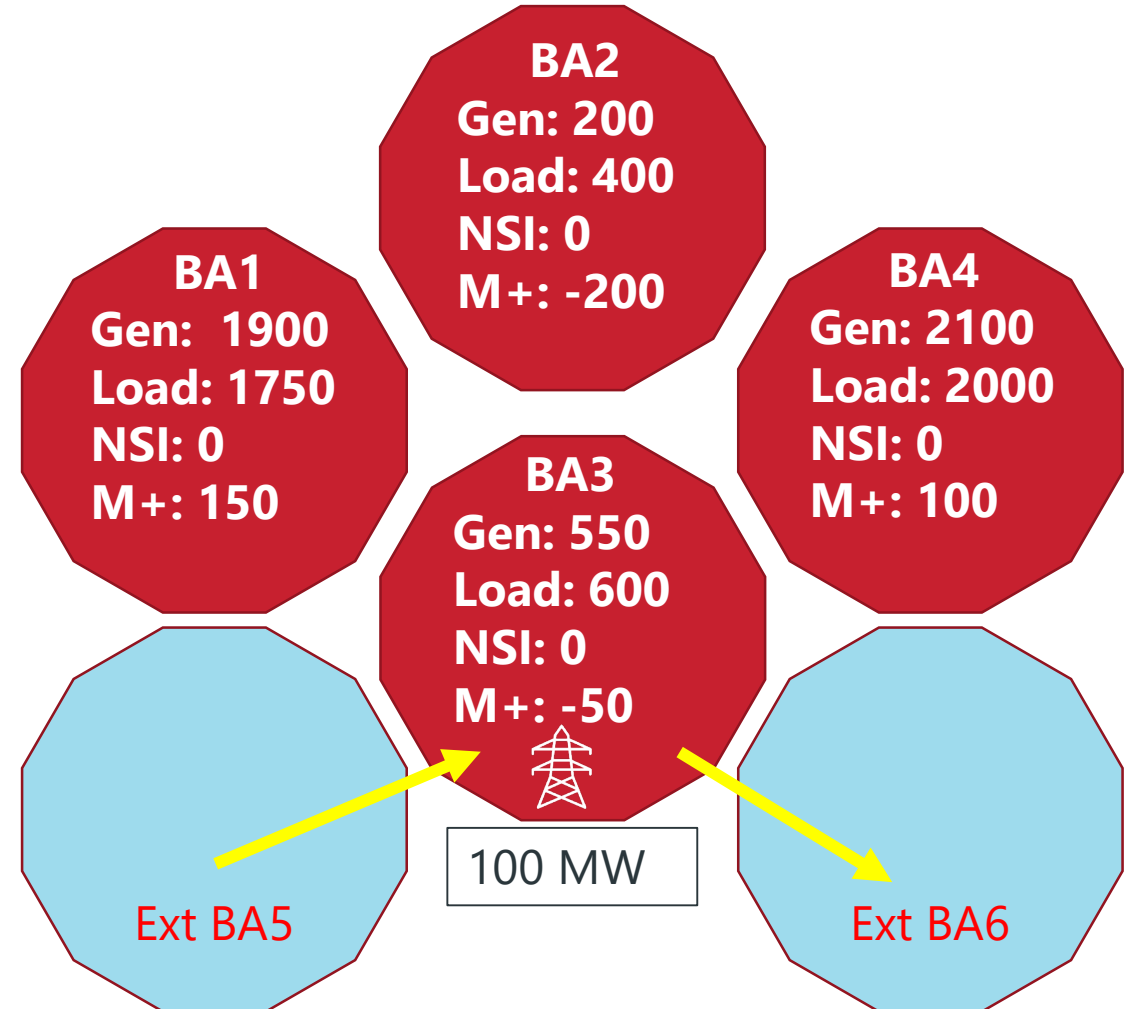 BA2
Gen: 200
Load: 400
NSI: 0
M+: -200
BA1
Gen: 1900
Load: 1750
NSI: 0
M+: 150
BA4
Gen: 2100
Load: 2000
NSI: 0
M+: 100
BA3
Gen: 550
Load: 600
NSI: 0
M+: -50
100 MW
Ext BA5
Ext BA6